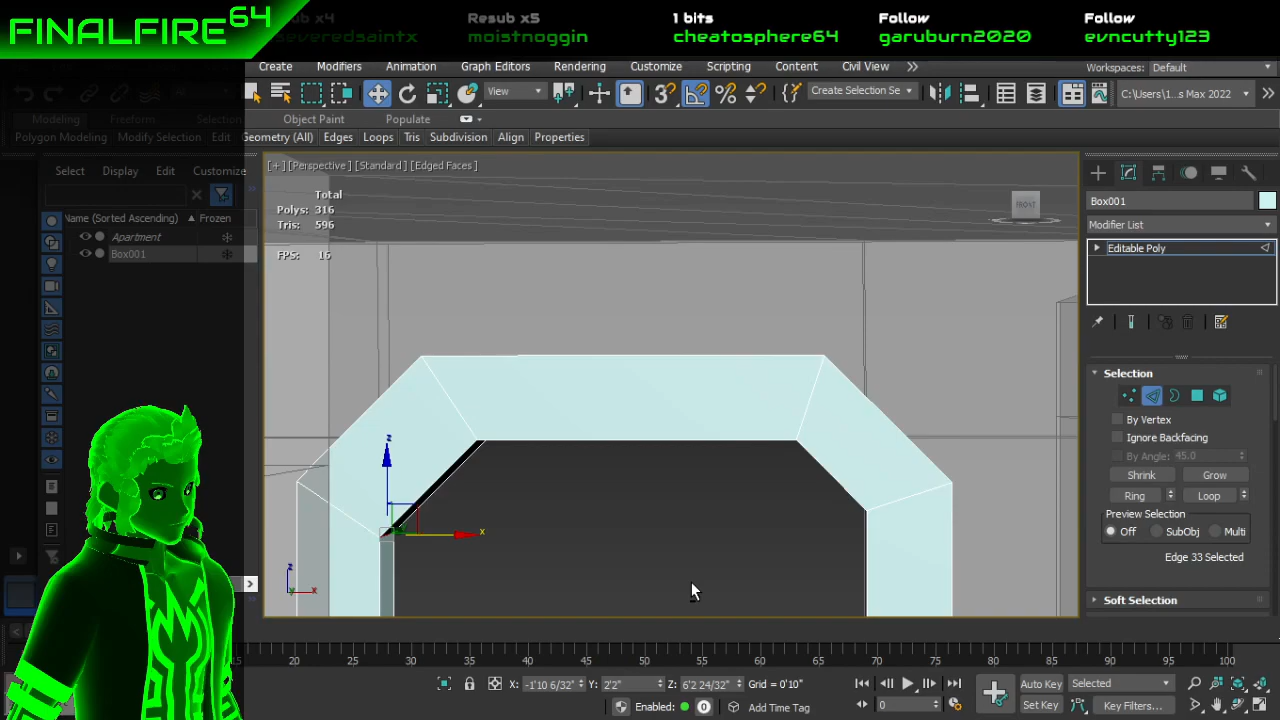 FINALFIRE64
Resub x4
severedsaintx
Resub x5
moistnoggin
1 bits
cheatosphere64
Follow
garuburn2020
Follow
evncutty123
Create Modifiers Animation Graph Editors Rendering Customize Scripting Content Civil View
Workspaces: Default
View
Create Selection Se
C:\Users\1...s Max 2022
Modeling Freeform Selection Object Paint Populate
Polygon Modeling Modify Selection Edit Geometry (All) Edges Loops Tris Subdivision Align Properties
Select Display Edit Customize
Name (Sorted Ascending) Frozen
Apartment
Box001
[+] [Perspective] [Standard] [Edged Faces]
Total
Polys: 316
Tris: 596
FPS: 16
FRONT
z
x
z
x
y
Box001
Modifier List
Editable Poly
Selection
By Vertex
Ignore Backfacing
By Angle: 45.0
Shrink Grow
Ring Loop
Preview Selection
Off SubObj Multi
Edge 33 Selected
Soft Selection
15 20 25 30 35 40 45 50 55 60 65 70 75 80 85 90 95 100
X: -1'10 6/32" Y: 2'2" Z: 6'2 24/32" Grid = 0'10"
Enabled: 0 Add Time Tag
0
Auto Key Selected
Set Key Key Filters...